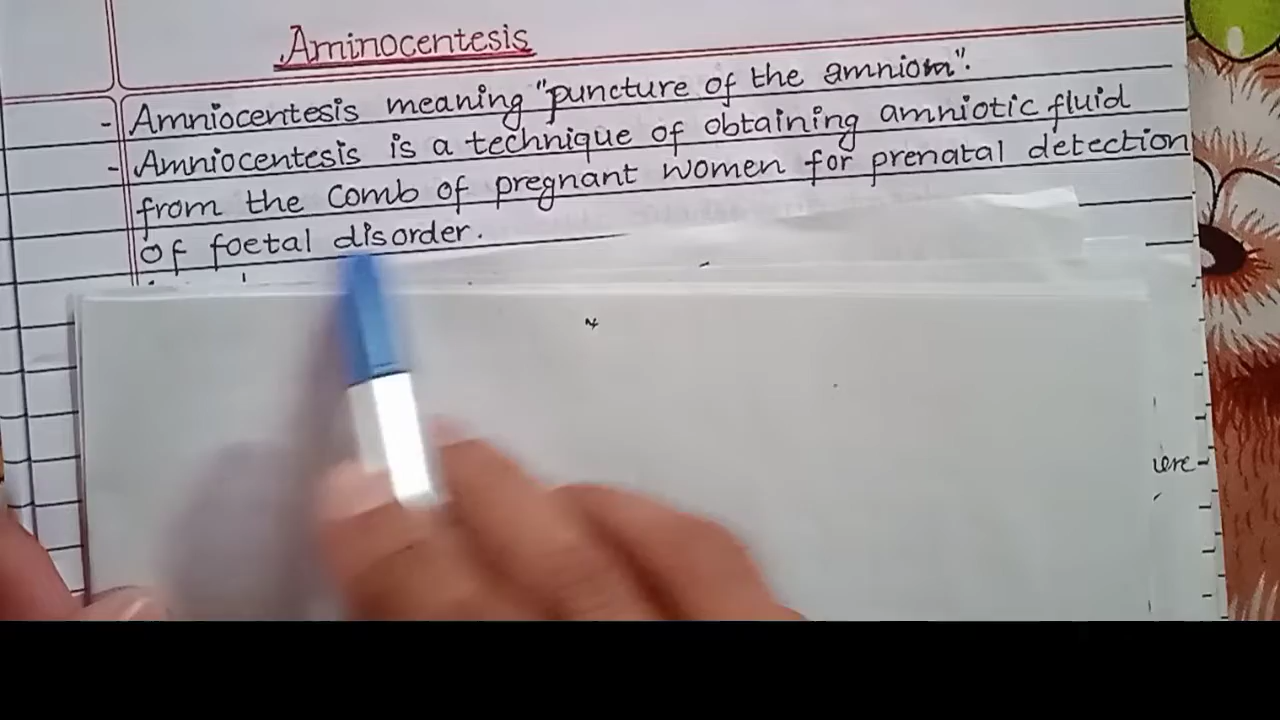 Aminocentesis
- Amniocentesis meaning "puncture of the amnion".
- Amniocentesis is a technique of obtaining amniotic fluid
from the comb of pregnant women for prenatal detection
of foetal disorder.